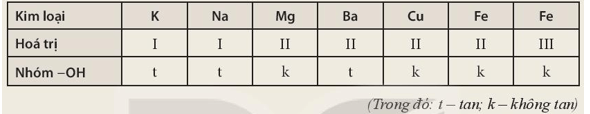 Kim loại K Na Mg Ba Cu Fe Fe
Hoá trị I I II II II II III
Nhóm –OH t t k t k k k
(Trong đó: t – tan; k – không tan)